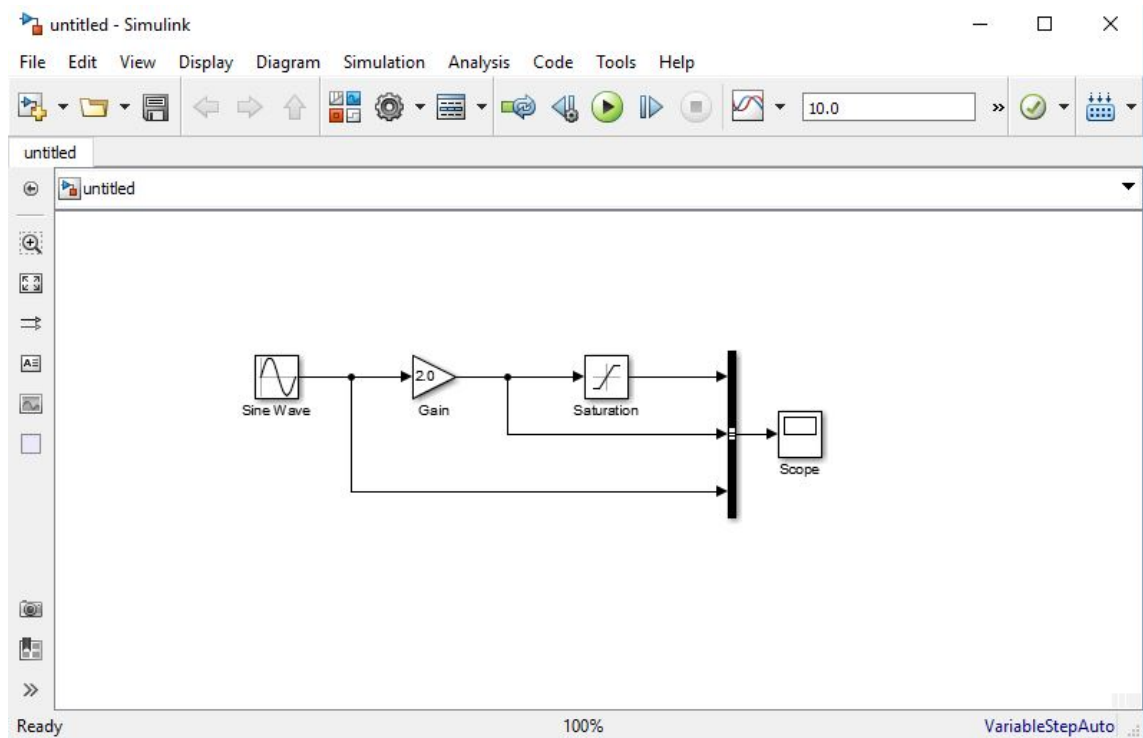 untitled - Simulink
File Edit View Display Diagram Simulation Analysis Code Tools Help
10.0
untitled
untitled
2.0
Sine Wave Gain Saturation
Scope
Ready 100% VariableStepAuto